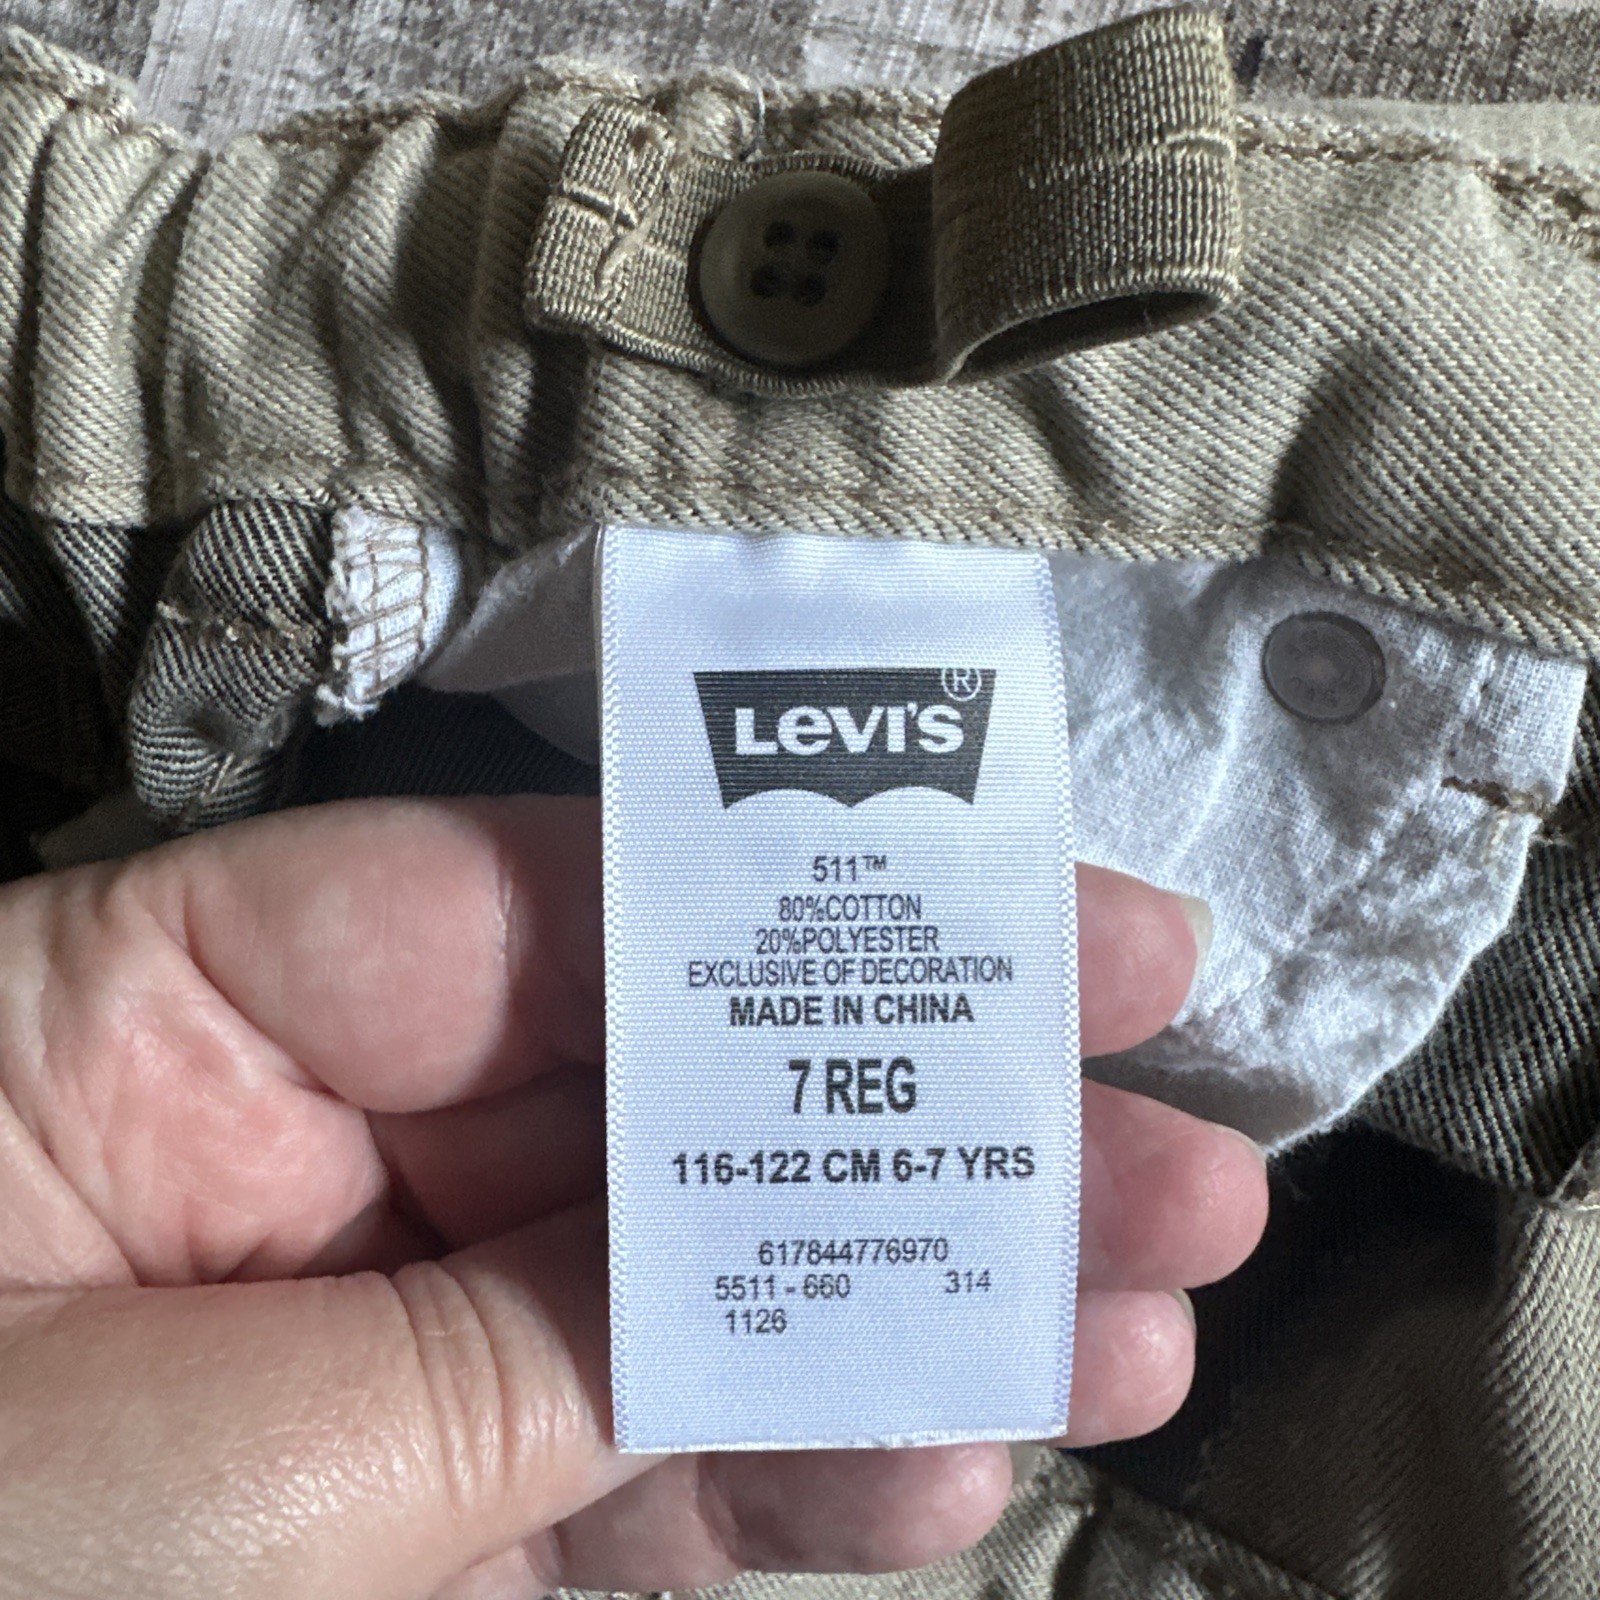 LEVI'S®
511™
80%COTTON
20%POLYESTER
EXCLUSIVE OF DECORATION
MADE IN CHINA
7 REG
116-122 CM 6-7 YRS
617844776970
5511 - 660 314
1126